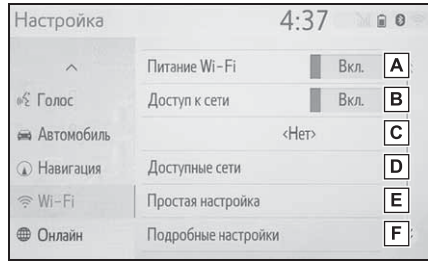 Настройка 4:37
Питание Wi-Fi Вкл. A
Голос Доступ к сети Вкл. B
Автомобиль <Нет> C
Навигация Доступные сети D
Wi-Fi Простая настройка E
Онлайн Подробные настройки F